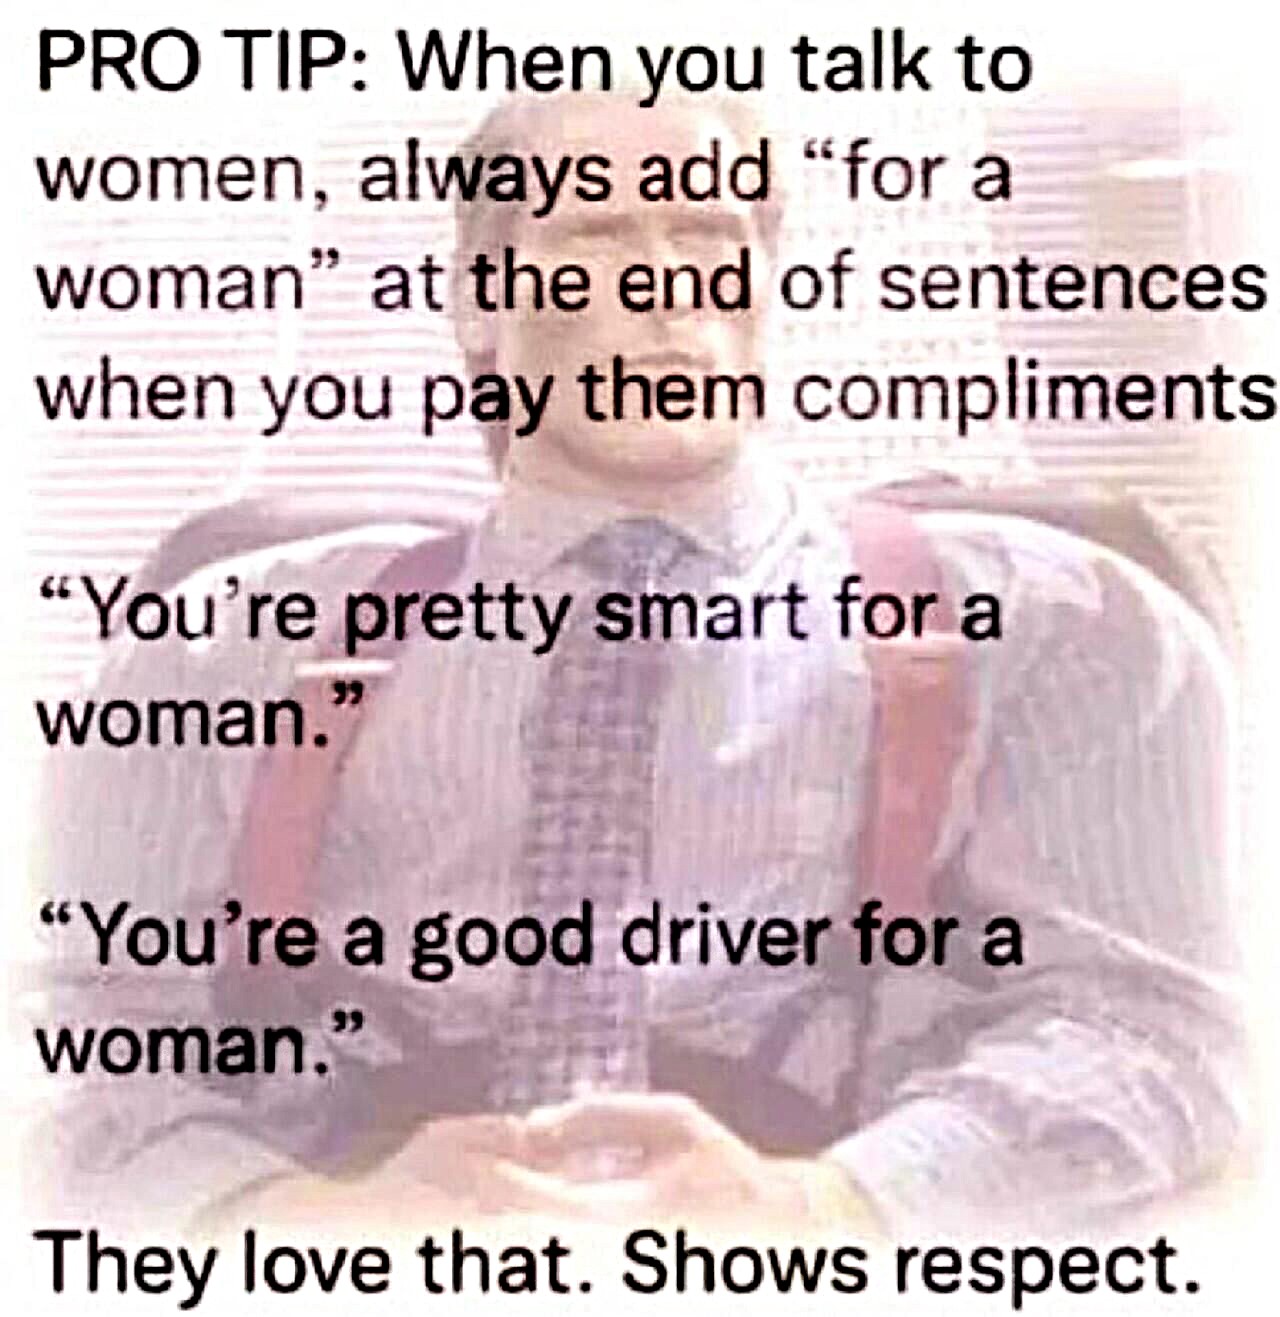 PRO TIP: When you talk to
women, always add “for a
woman” at the end of sentences
when you pay them compliments
“You’re pretty smart for a
woman.”
“You’re a good driver for a
woman.”
They love that. Shows respect.